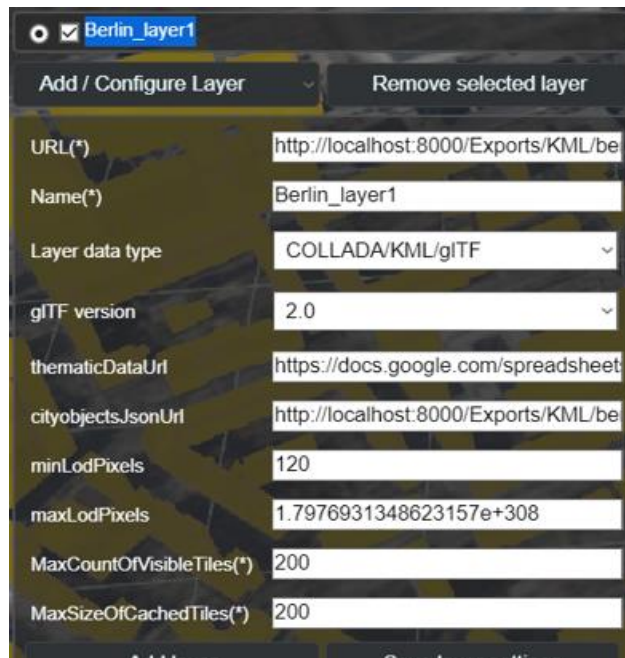 Berlin_layer1
Add / Configure Layer Remove selected layer
URL(*) http://localhost:8000/Exports/KML/be
Name(*) Berlin_layer1
Layer data type COLLADA/KML/glTF
glTF version 2.0
thematicDataUrl https://docs.google.com/spreadsheet
cityobjectsJsonUrl http://localhost:8000/Exports/KML/be
minLodPixels 120
maxLodPixels 1.7976931348623157e+308
MaxCountOfVisibleTiles(*) 200
MaxSizeOfCachedTiles(*) 200